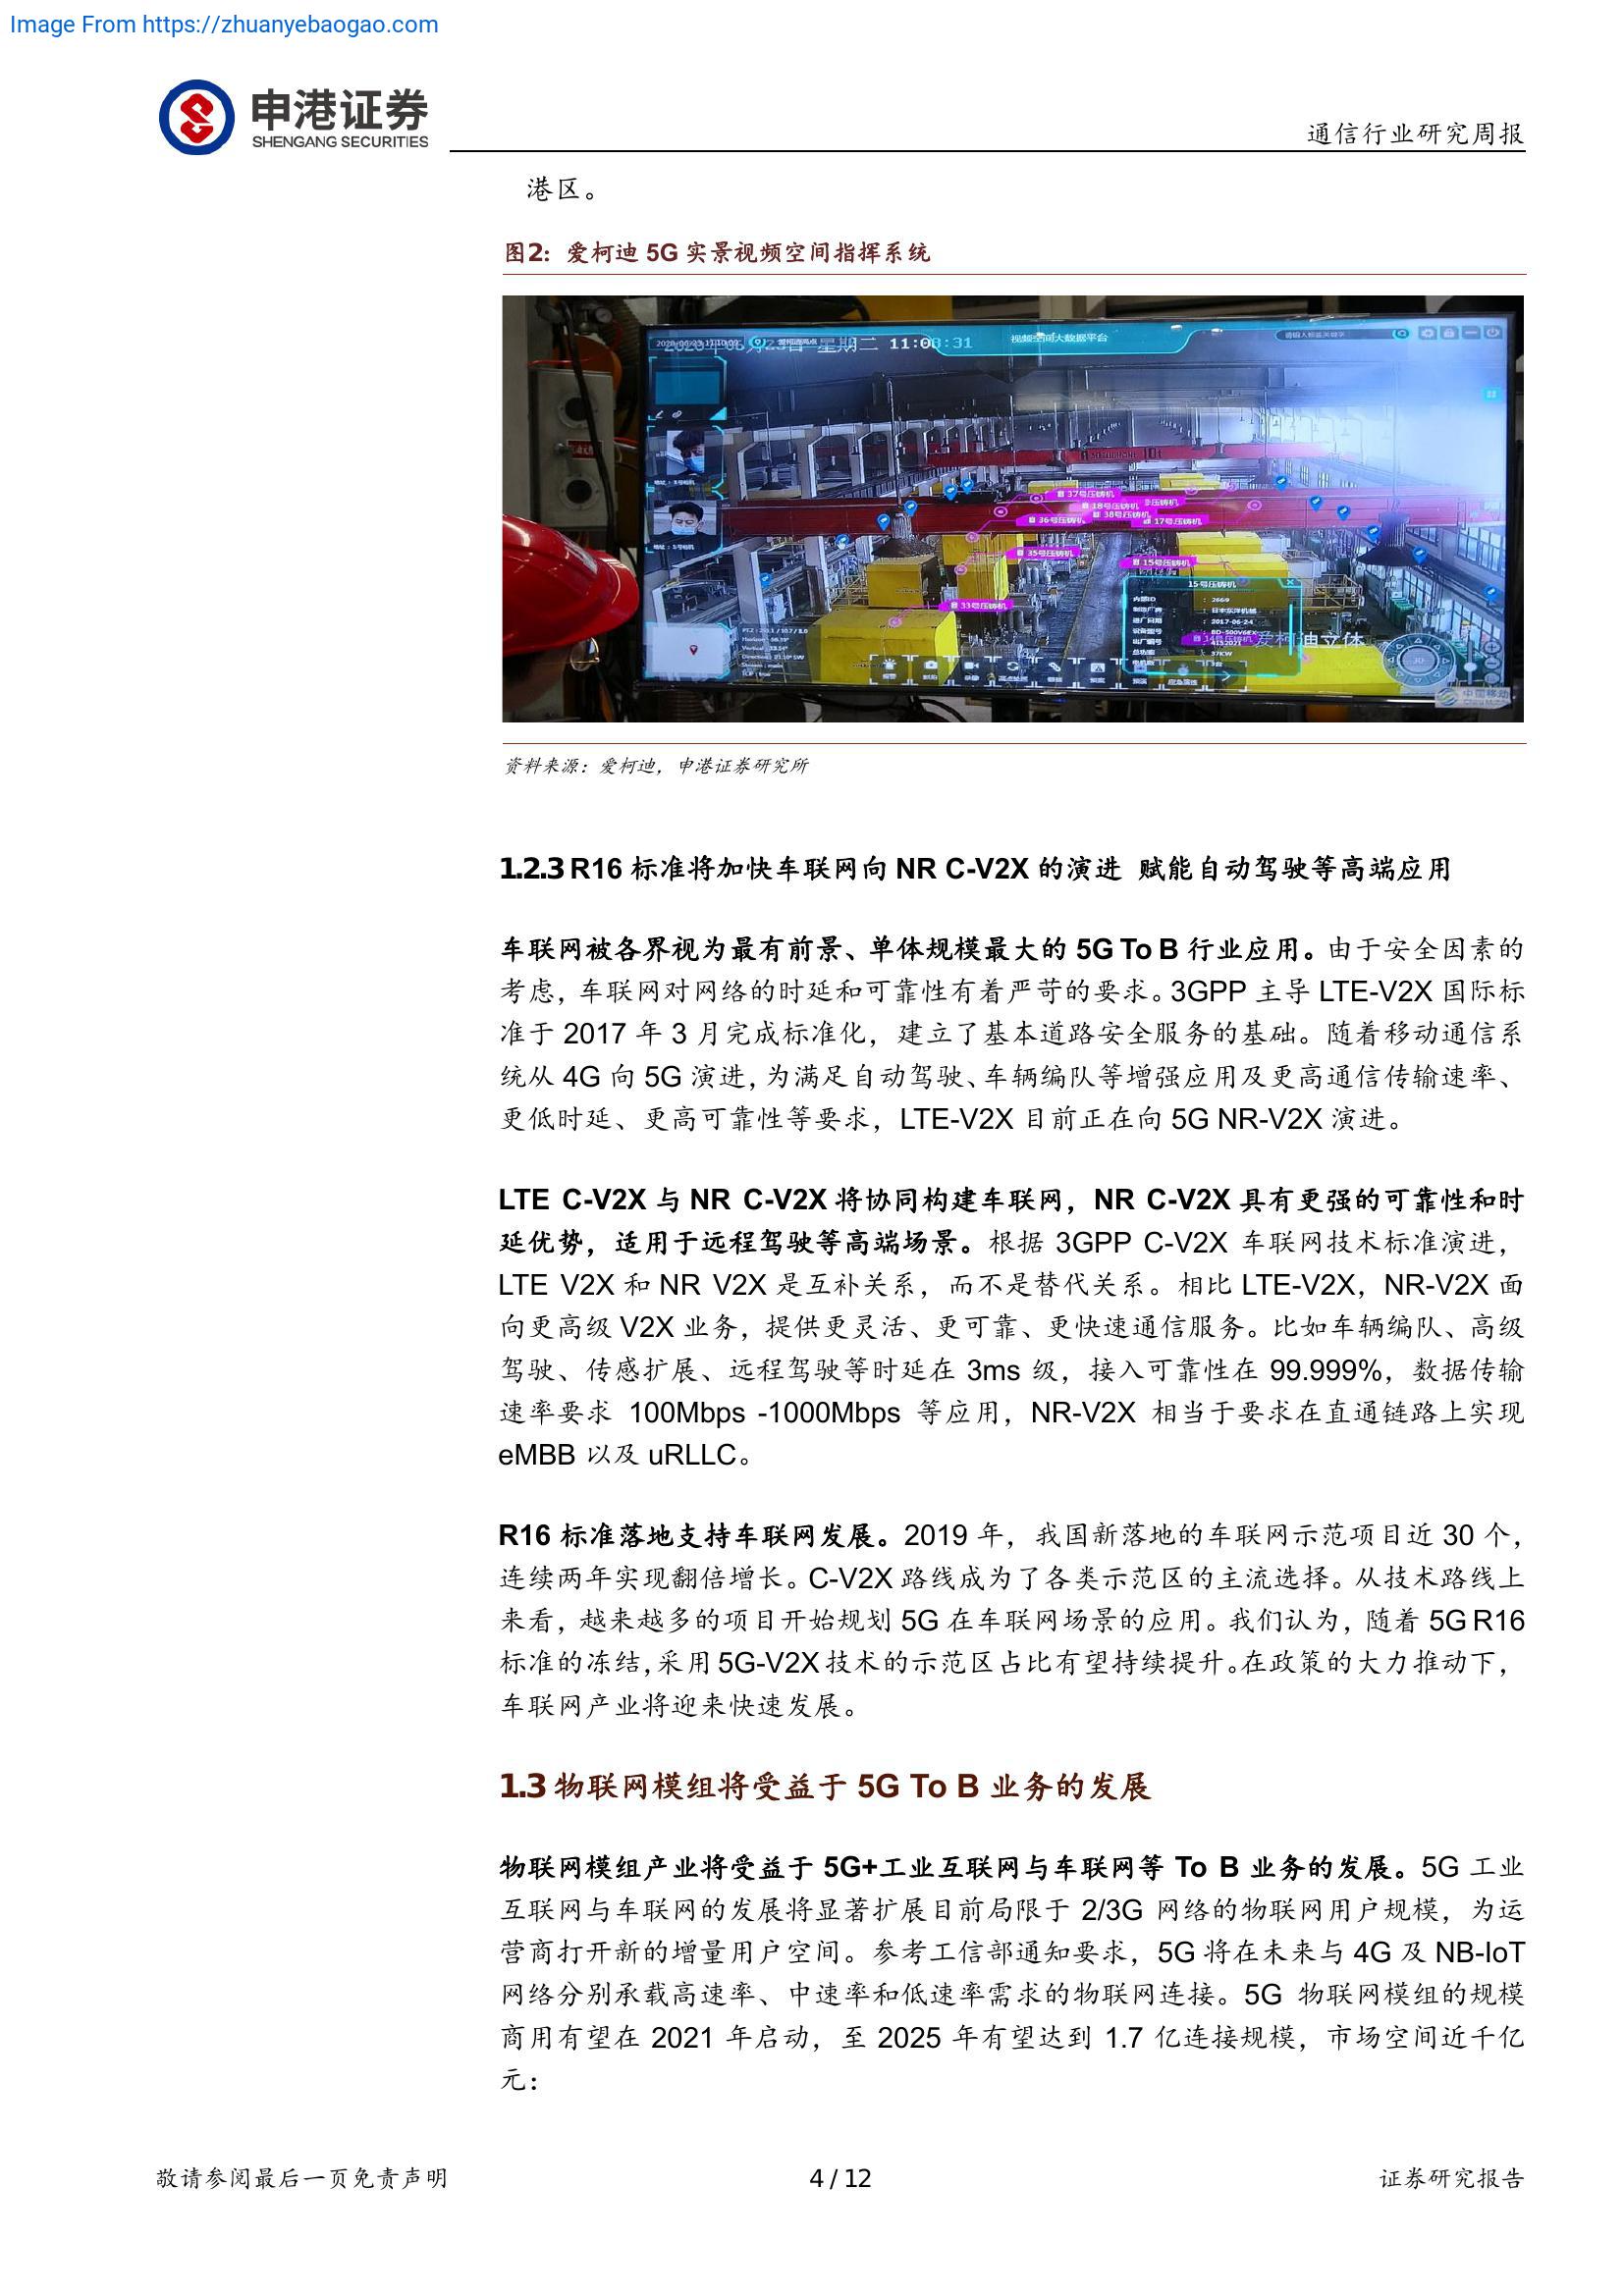 Image From https://zhuanyebaogao.com
申港证券
SHENGANG SECURITIES
通信行业研究周报
港区。
图2：爱柯迪 5G 实景视频空间指挥系统
11:08:31
视频空间大数据平台
37号压铸机
18号压铸机
38号压铸机
36号压铸机
17号压铸机
35号压铸机
15号压铸机
15号压铸机
33号压铸机
2669
2017-06-24
37KW
爱柯迪立体
中国移动
资料来源：爱柯迪，申港证券研究所
1.2.3 R16 标准将加快车联网向 NR C-V2X 的演进 赋能自动驾驶等高端应用
车联网被各界视为最有前景、单体规模最大的 5G To B 行业应用。由于安全因素的
考虑，车联网对网络的时延和可靠性有着严苛的要求。3GPP 主导 LTE-V2X 国际标
准于 2017 年 3 月完成标准化，建立了基本道路安全服务的基础。随着移动通信系
统从 4G 向 5G 演进，为满足自动驾驶、车辆编队等增强应用及更高通信传输速率、
更低时延、更高可靠性等要求，LTE-V2X 目前正在向 5G NR-V2X 演进。
LTE C-V2X 与 NR C-V2X 将协同构建车联网，NR C-V2X 具有更强的可靠性和时
延优势，适用于远程驾驶等高端场景。根据 3GPP C-V2X 车联网技术标准演进，
LTE V2X 和 NR V2X 是互补关系，而不是替代关系。相比 LTE-V2X，NR-V2X 面
向更高级 V2X 业务，提供更灵活、更可靠、更快速通信服务。比如车辆编队、高级
驾驶、传感扩展、远程驾驶等时延在 3ms 级，接入可靠性在 99.999%，数据传输
速率要求 100Mbps -1000Mbps 等应用，NR-V2X 相当于要求在直通链路上实现
eMBB 以及 uRLLC。
R16 标准落地支持车联网发展。2019 年，我国新落地的车联网示范项目近 30 个，
连续两年实现翻倍增长。C-V2X 路线成为了各类示范区的主流选择。从技术路线上
来看，越来越多的项目开始规划 5G 在车联网场景的应用。我们认为，随着 5G R16
标准的冻结，采用 5G-V2X 技术的示范区占比有望持续提升。在政策的大力推动下，
车联网产业将迎来快速发展。
1.3 物联网模组将受益于 5G To B 业务的发展
物联网模组产业将受益于 5G+工业互联网与车联网等 To B 业务的发展。5G 工业
互联网与车联网的发展将显著扩展目前局限于 2/3G 网络的物联网用户规模，为运
营商打开新的增量用户空间。参考工信部通知要求，5G 将在未来与 4G 及 NB-IoT
网络分别承载高速率、中速率和低速率需求的物联网连接。5G 物联网模组的规模
商用有望在 2021 年启动，至 2025 年有望达到 1.7 亿连接规模，市场空间近千亿
元：
敬请参阅最后一页免责声明
4 / 12
证券研究报告